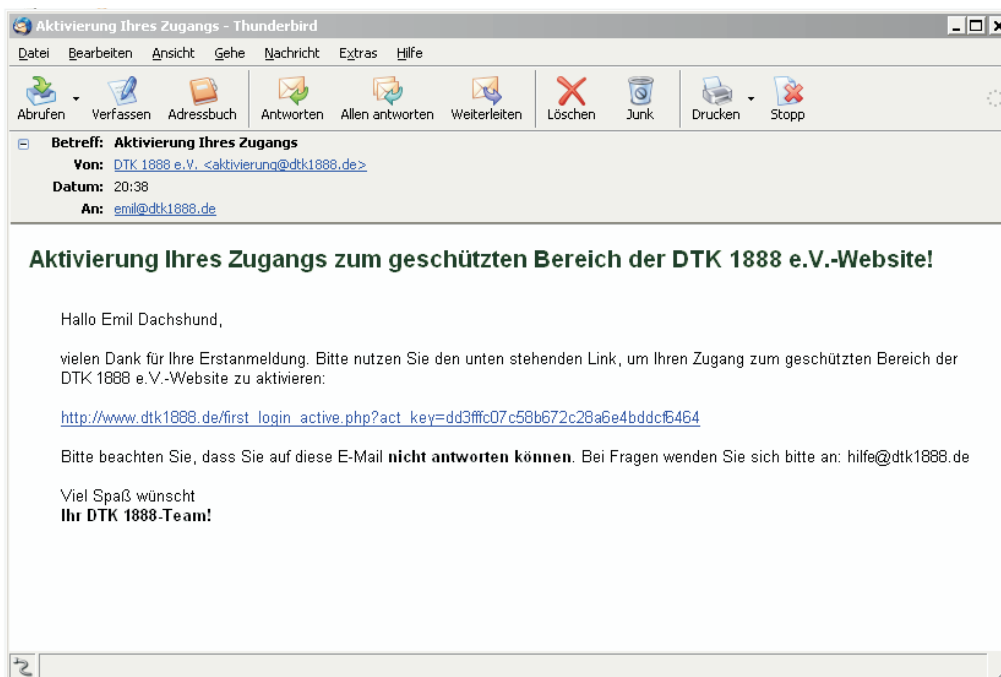 Aktivierung Ihres Zugangs - Thunderbird
Datei Bearbeiten Ansicht Gehe Nachricht Extras Hilfe
Abrufen Verfassen Adressbuch Antworten Allen antworten Weiterleiten Löschen Junk Drucken Stopp
Betreff: Aktivierung Ihres Zugangs
Von: DTK 1888 e.V. <aktivierung@dtk1888.de>
Datum: 20:38
An: emil@dtk1888.de
Aktivierung Ihres Zugangs zum geschützten Bereich der DTK 1888 e.V.-Website!
Hallo Emil Dachshund,
vielen Dank für Ihre Erstanmeldung. Bitte nutzen Sie den unten stehenden Link, um Ihren Zugang zum geschützten Bereich der
DTK 1888 e.V.-Website zu aktivieren:
http://www.dtk1888.de/first_login_active.php?act_key=dd3fffc07c58b672c28a6e4bddcf6464
Bitte beachten Sie, dass Sie auf diese E-Mail nicht antworten können. Bei Fragen wenden Sie sich bitte an: hilfe@dtk1888.de
Viel Spaß wünscht
Ihr DTK 1888-Team!